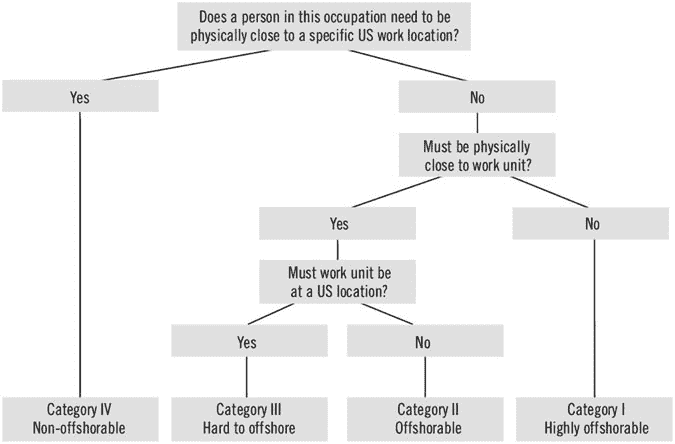 Does a person in this occupation need to be
physically close to a specific US work location?
Yes
No
Must be physically
close to work unit?
Yes
No
Must work unit be
at a US location?
Yes
No
Category IV
Non-offshorable
Category III
Hard to offshore
Category II
Offshorable
Category I
Highly offshorable